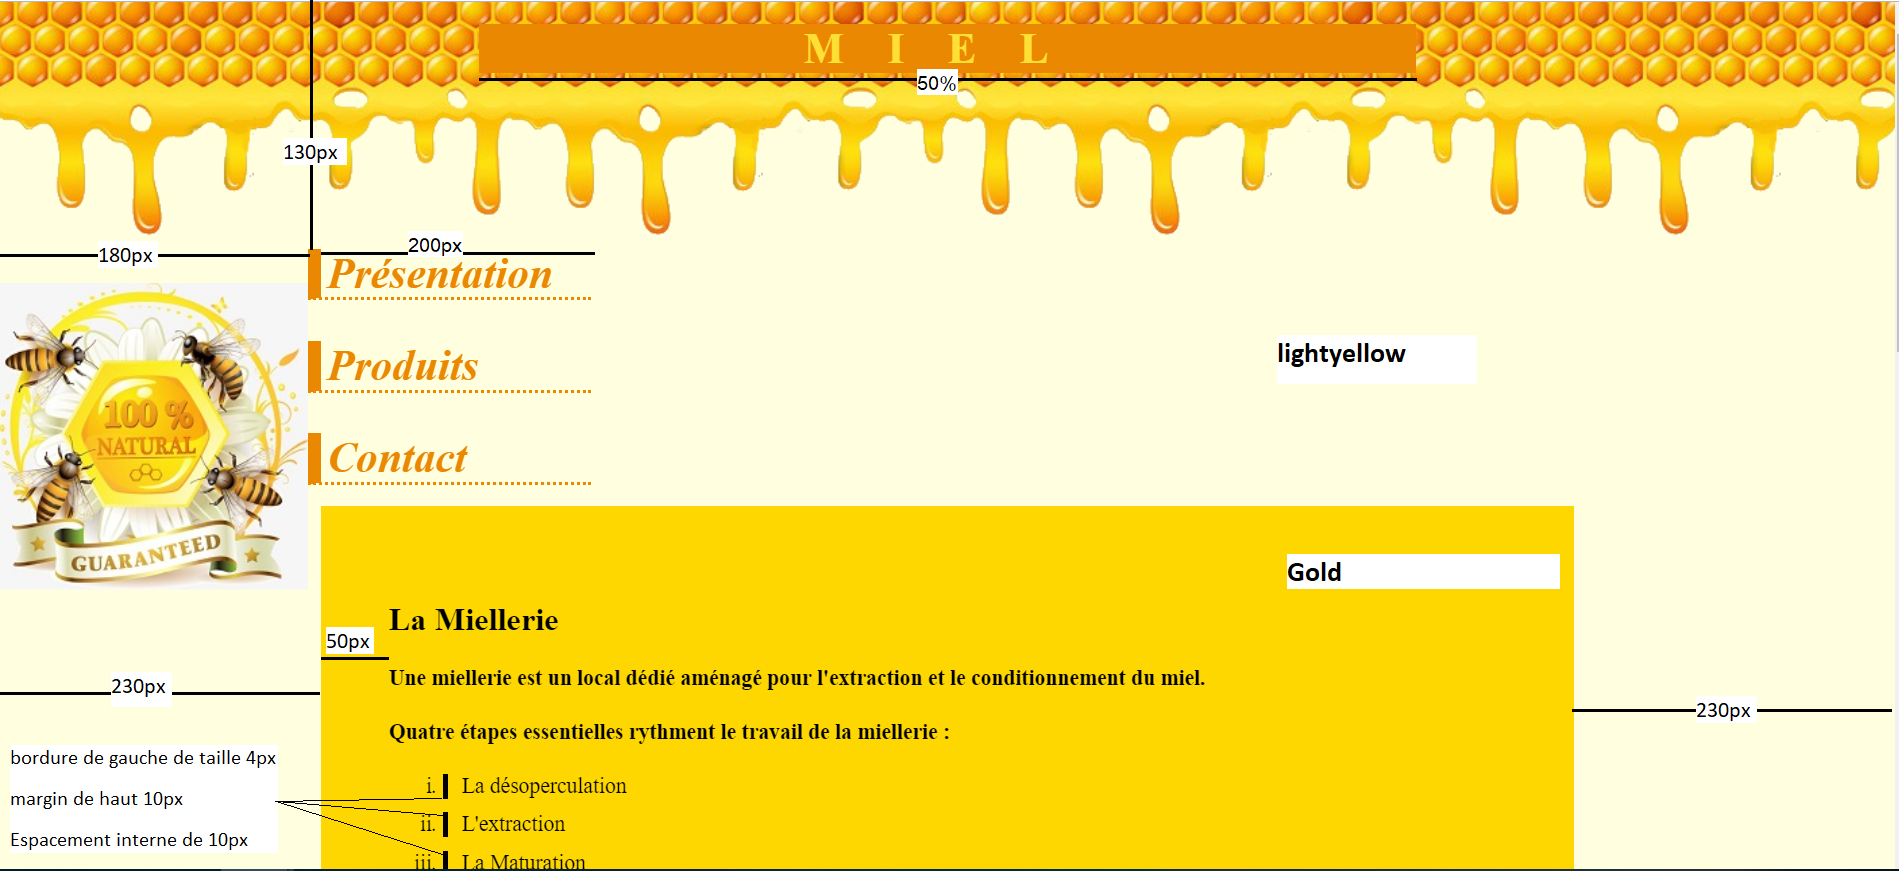 M I E L
50%
130px
180px
200px
Présentation
Produits
Contact
lightyellow
100 %
NATURAL
GUARANTEED
Gold
La Miellerie
50px
Une miellerie est un local dédié aménagé pour l'extraction et le conditionnement du miel.
230px
230px
Quatre étapes essentielles rythment le travail de la miellerie :
bordure de gauche de taille 4px
margin de haut 10px
Espacement interne de 10px
i. La désoperculation
ii. L'extraction
iii. La Maturation